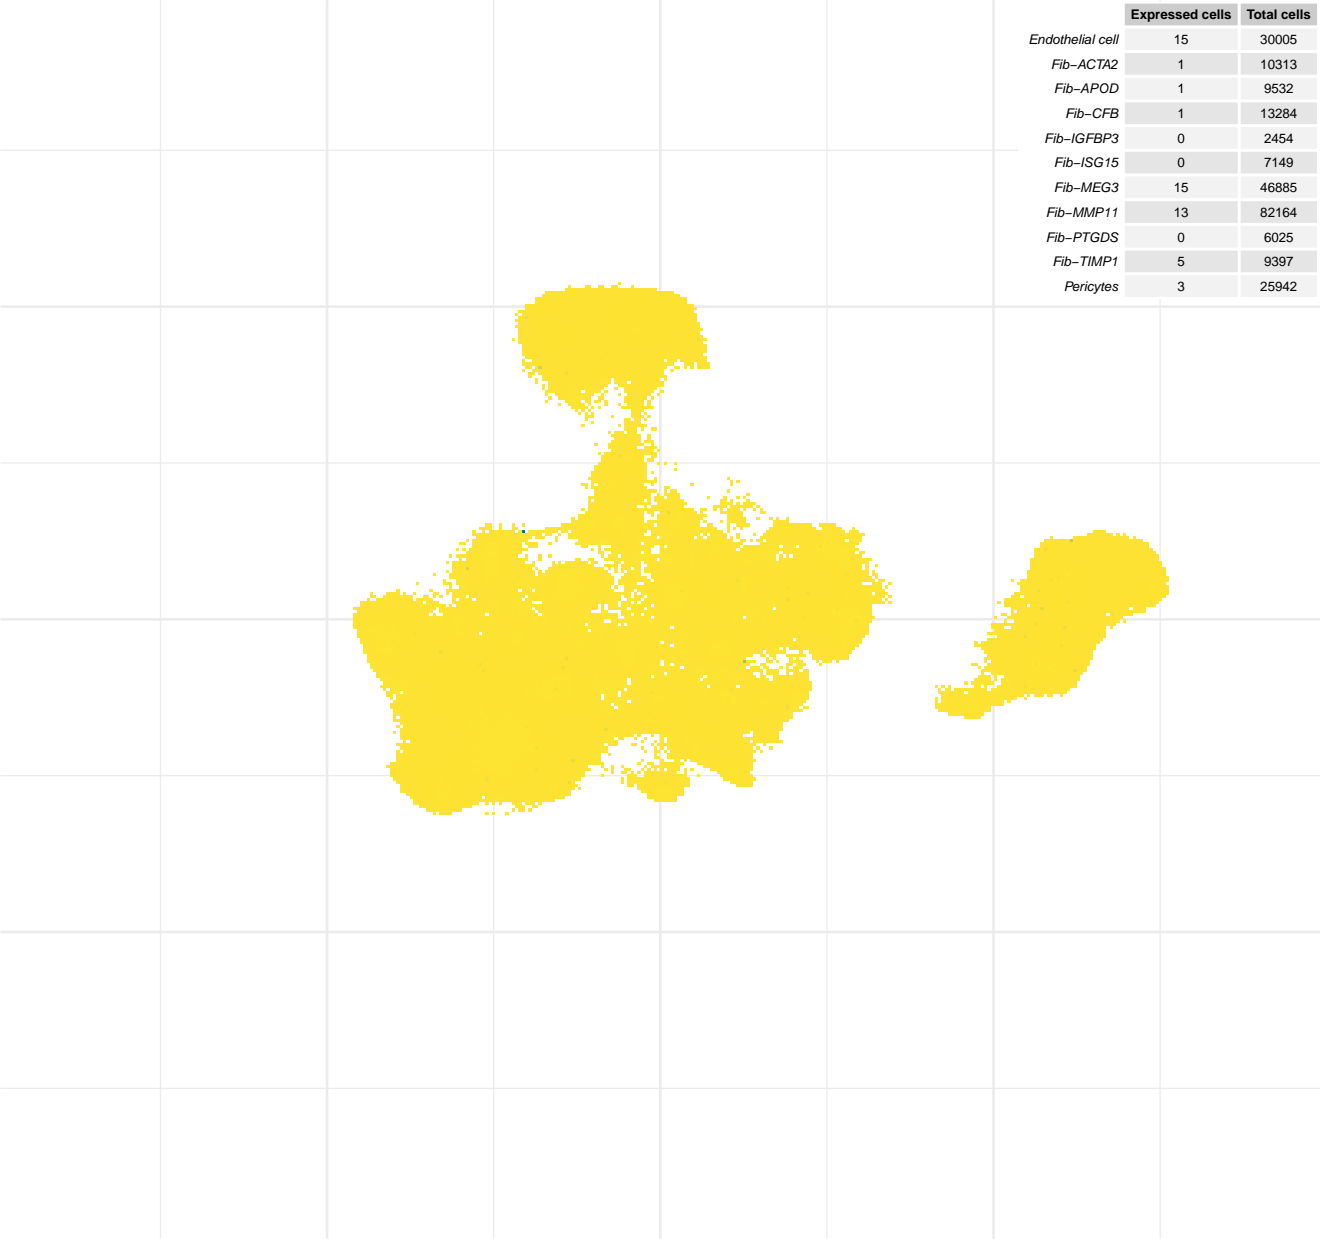 Expressed cells Total cells
Endothelial cell 15 30005
Fib−ACTA2 1 10313
Fib−APOD 1 9532
Fib−CFB 1 13284
Fib−IGFBP3 0 2454
Fib−ISG15 0 7149
Fib−MEG3 15 46885
Fib−MMP11 13 82164
Fib−PTGDS 0 6025
Fib−TIMP1 5 9397
Pericytes 3 25942